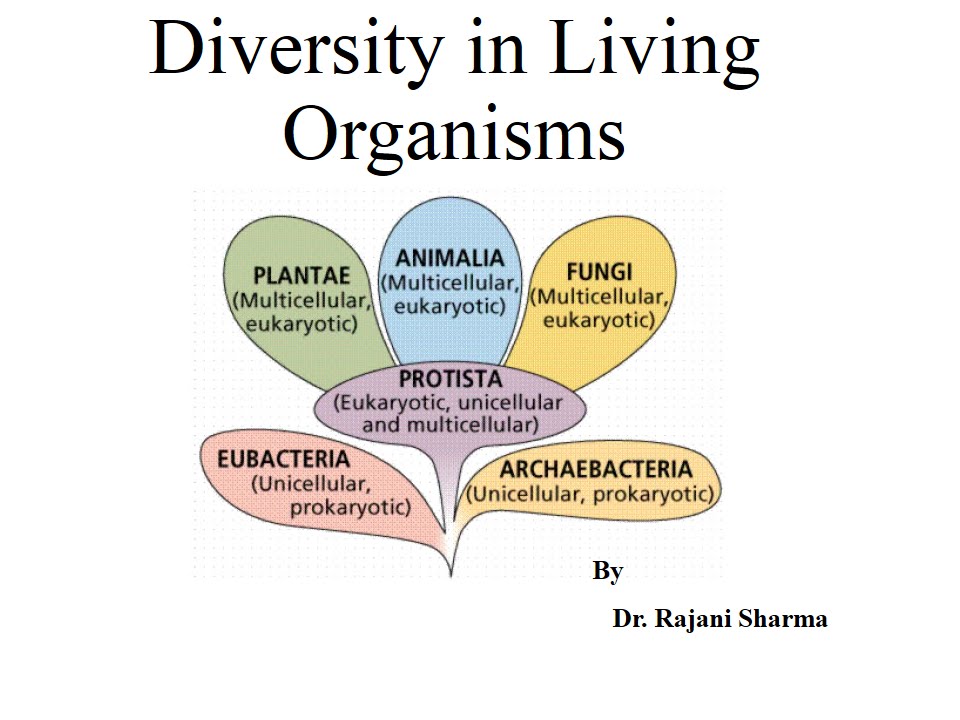 Diversity in Living
Organisms
PLANTAE
(Multicellular,
eukaryotic)
ANIMALIA
(Multicellular,
eukaryotic)
FUNGI
(Multicellular,
eukaryotic)
PROTISTA
(Eukaryotic, unicellular
and multicellular)
EUBACTERIA
(Unicellular,
prokaryotic)
ARCHAEBACTERIA
(Unicellular, prokaryotic)
By
Dr. Rajani Sharma